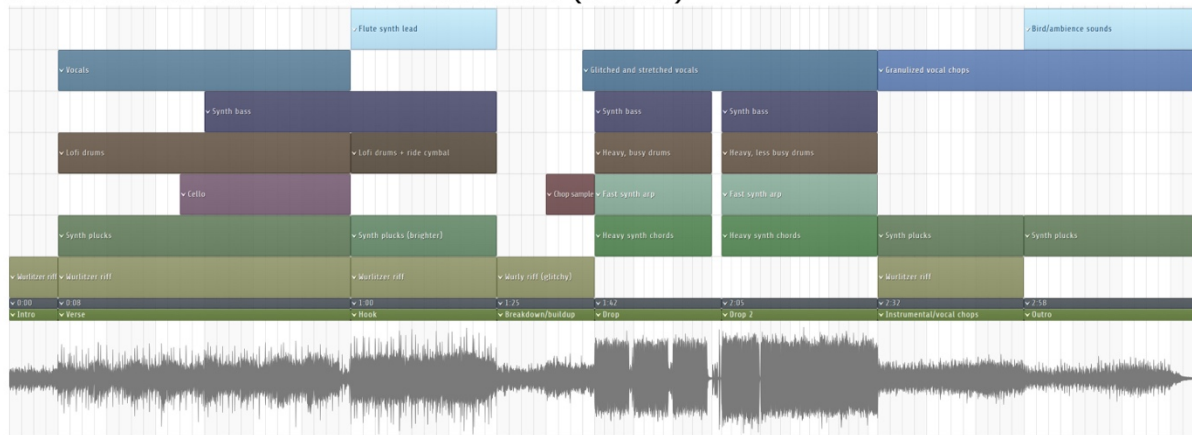 Flute synth lead
Bird/ambience sounds
Vocals
Glitched and stretched vocals
Granulized vocal chops
Synth bass
Synth bass
Synth bass
Lofi drums
Lofi drums + ride cymbal
Heavy, busy drums
Heavy, less busy drums
Cello
Chop sample
Fast synth arp
Fast synth arp
Synth plucks
Synth plucks (brighter)
Heavy synth chords
Heavy synth chords
Synth plucks
Synth plucks
Wurlitzer riff
Wurlitzer riff
Wurlitzer riff
Wurly riff (glitchy)
Wurlitzer riff
0:00
0:08
1:00
1:25
1:42
2:05
2:32
2:58
Intro
Verse
Hook
Breakdown/buildup
Drop
Drop 2
Instrumental/vocal chops
Outro